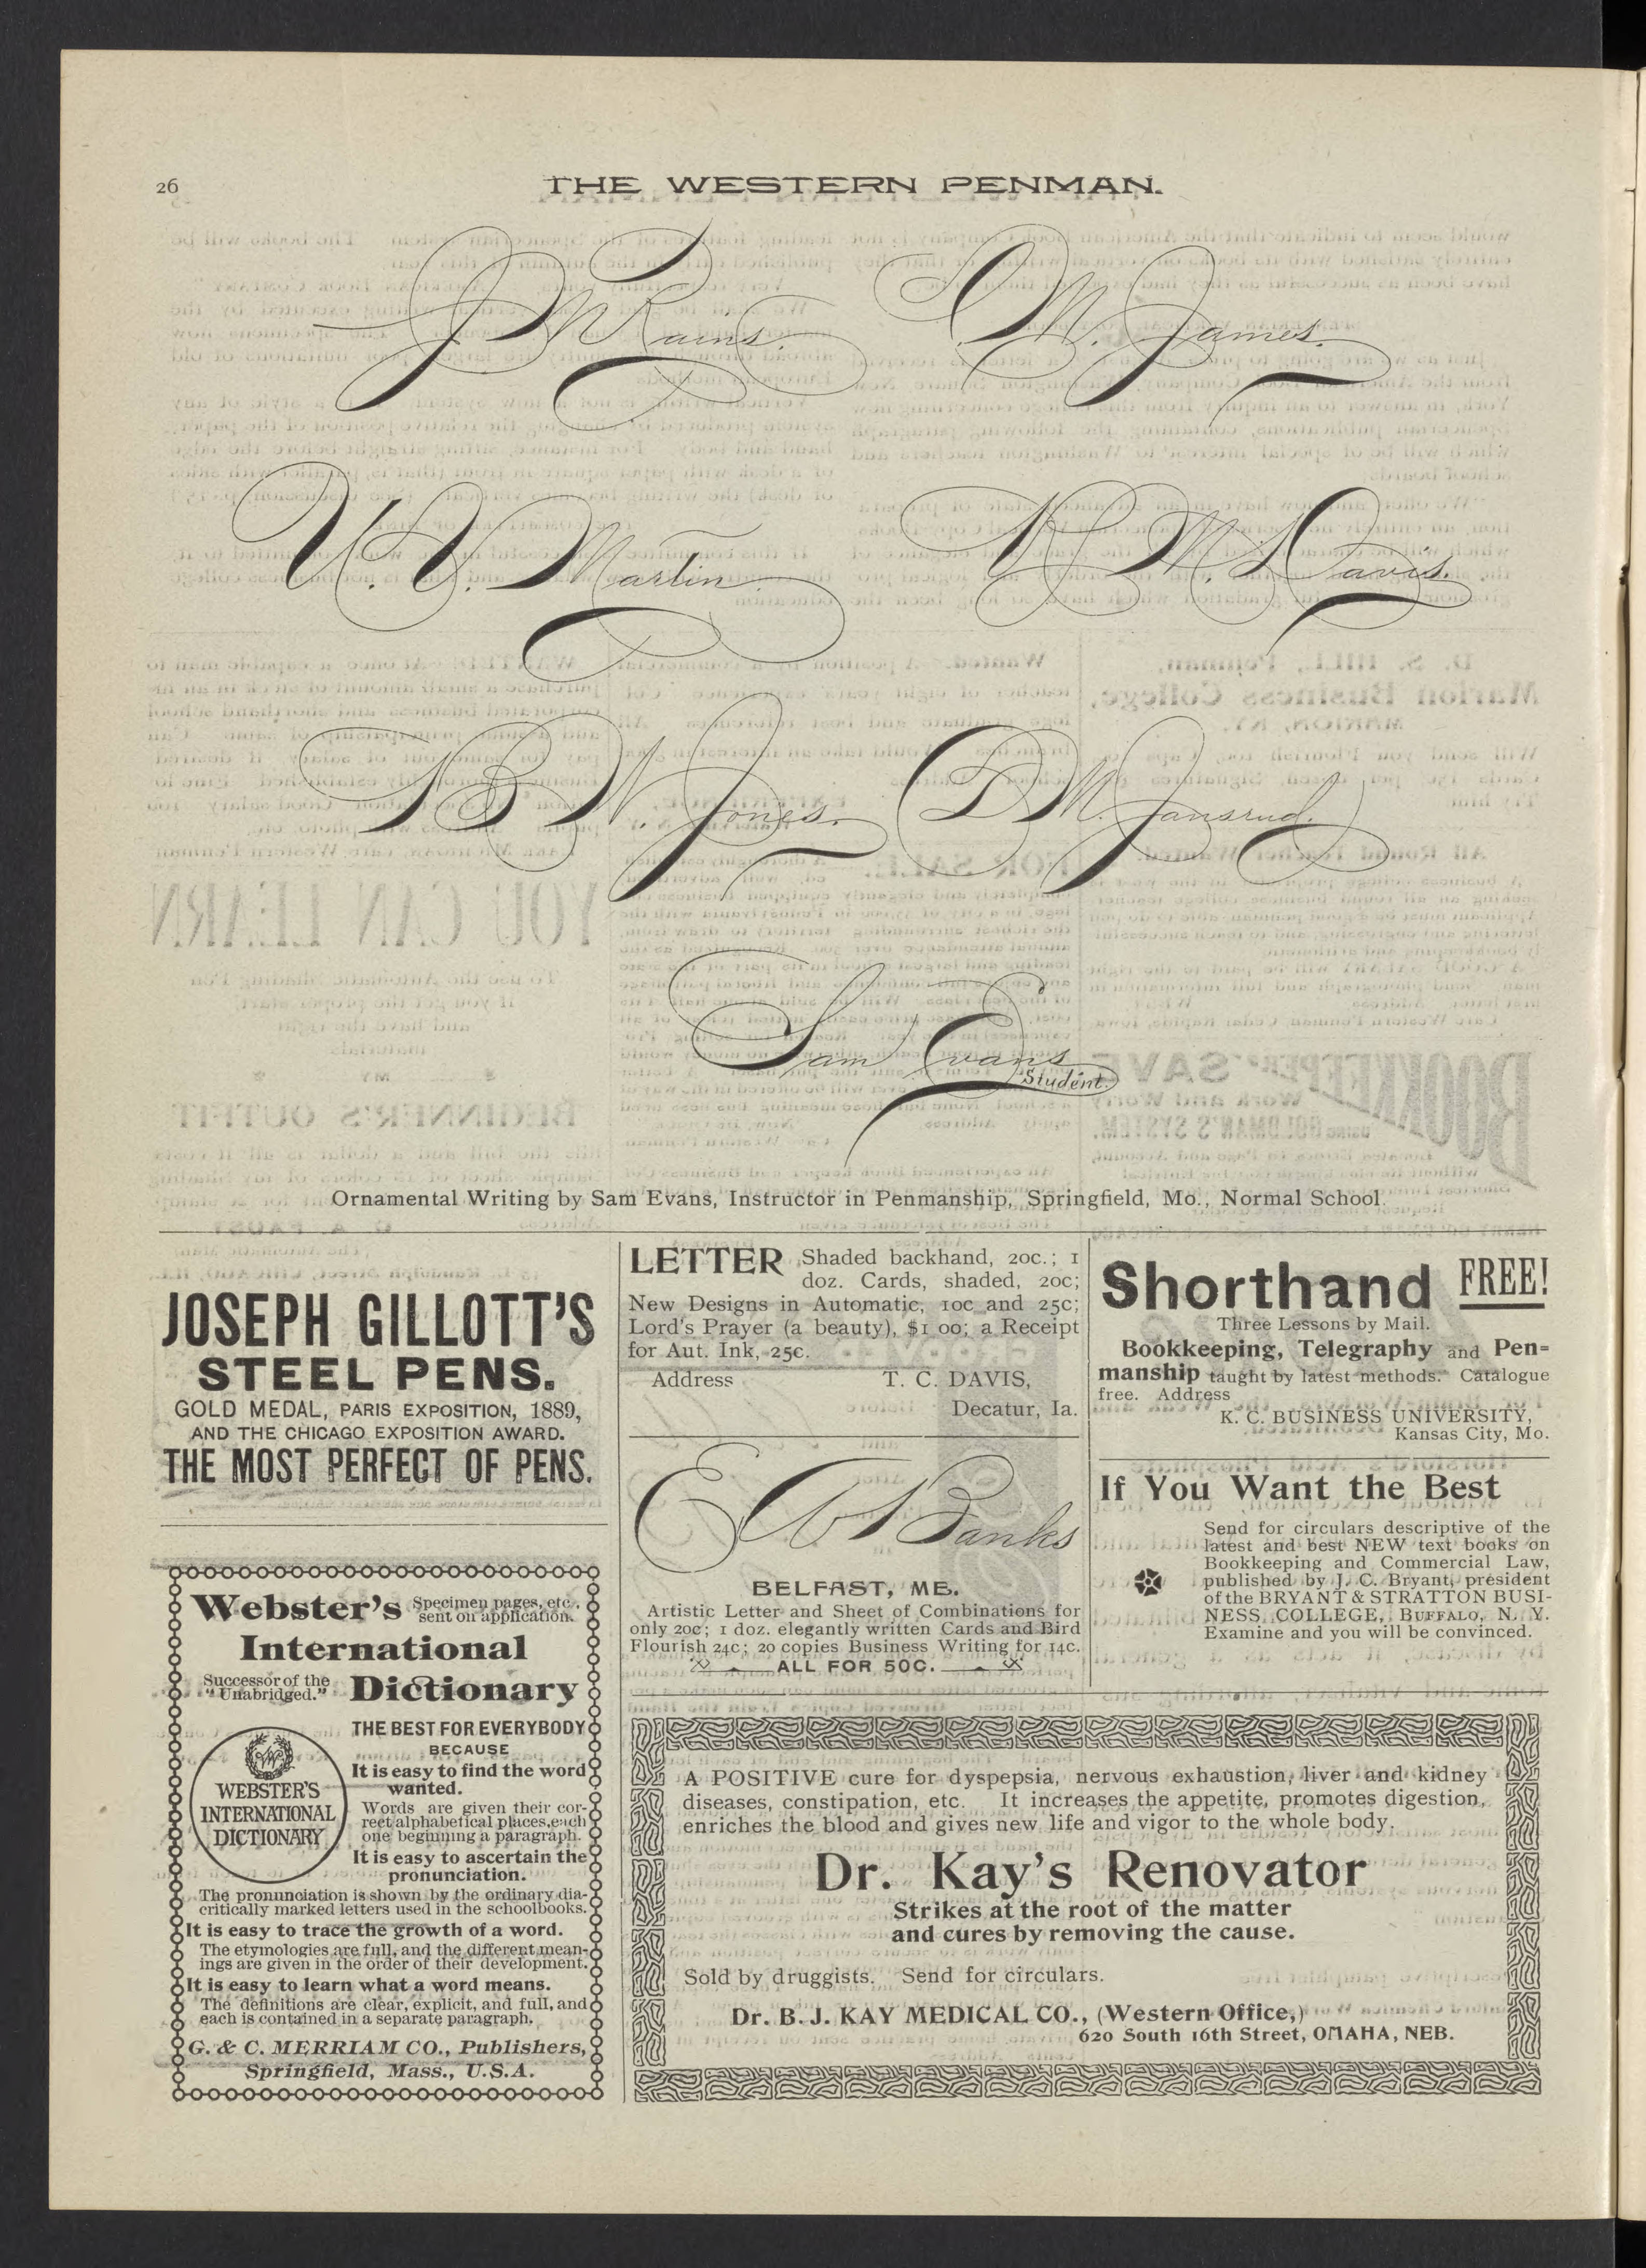 26
THE WESTERN PENMAN.
J M Rains.
D. M. James.
W. W. Martin.
M. Davis.
T B N. Jones.
D M. Jansrud.
Sam Evans
Student.
Ornamental Writing by Sam Evans, Instructor in Penmanship, Springfield, Mo., Normal School.
JOSEPH GILLOTT'S
STEEL PENS.
GOLD MEDAL, PARIS EXPOSITION, 1889,
AND THE CHICAGO EXPOSITION AWARD.
THE MOST PERFECT OF PENS.
Webster's Specimen pages, etc.,
sent on application.
International
Successor of the
"Unabridged." Dictionary
THE BEST FOR EVERYBODY
BECAUSE
It is easy to find the word
wanted.
WEBSTER'S
INTERNATIONAL
DICTIONARY
Words are given their cor-
rect alphabetical places, each
one beginning a paragraph.
It is easy to ascertain the
pronunciation.
The pronunciation is shown by the ordinary dia-
critically marked letters used in the schoolbooks.
It is easy to trace the growth of a word.
The etymologies are full, and the different mean-
ings are given in the order of their development.
It is easy to learn what a word means.
The definitions are clear, explicit, and full, and
each is contained in a separate paragraph.
G. & C. MERRIAM CO., Publishers,
Springfield, Mass., U.S.A.
LETTER Shaded backhand, 20c.; 1
doz. Cards, shaded, 20c;
New Designs in Automatic, 10c and 25c;
Lord's Prayer (a beauty), $1 00; a Receipt
for Aut. Ink, 25c.
Address T. C. DAVIS,
Decatur, Ia.
Banks
BELFAST, ME.
Artistic Letter and Sheet of Combinations for
only 20c; 1 doz. elegantly written Cards and Bird
Flourish 24c; 20 copies Business Writing for 14c.
ALL FOR 50C.
Shorthand FREE!
Three Lessons by Mail.
Bookkeeping, Telegraphy and Pen=
manship taught by latest methods. Catalogue
free. Address
K. C. BUSINESS UNIVERSITY,
Kansas City, Mo.
If You Want the Best
Send for circulars descriptive of the
latest and best NEW text books on
Bookkeeping and Commercial Law,
published by J. C. Bryant, president
of the BRYANT & STRATTON BUSI-
NESS COLLEGE, BUFFALO, N. Y.
Examine and you will be convinced.
A POSITIVE cure for dyspepsia, nervous exhaustion, liver and kidney
diseases, constipation, etc. It increases the appetite, promotes digestion,
enriches the blood and gives new life and vigor to the whole body.
Dr. Kay's Renovator
Strikes at the root of the matter
and cures by removing the cause.
Sold by druggists. Send for circulars.
Dr. B. J. KAY MEDICAL CO., (Western Office,)
620 South 16th Street, OMAHA, NEB.